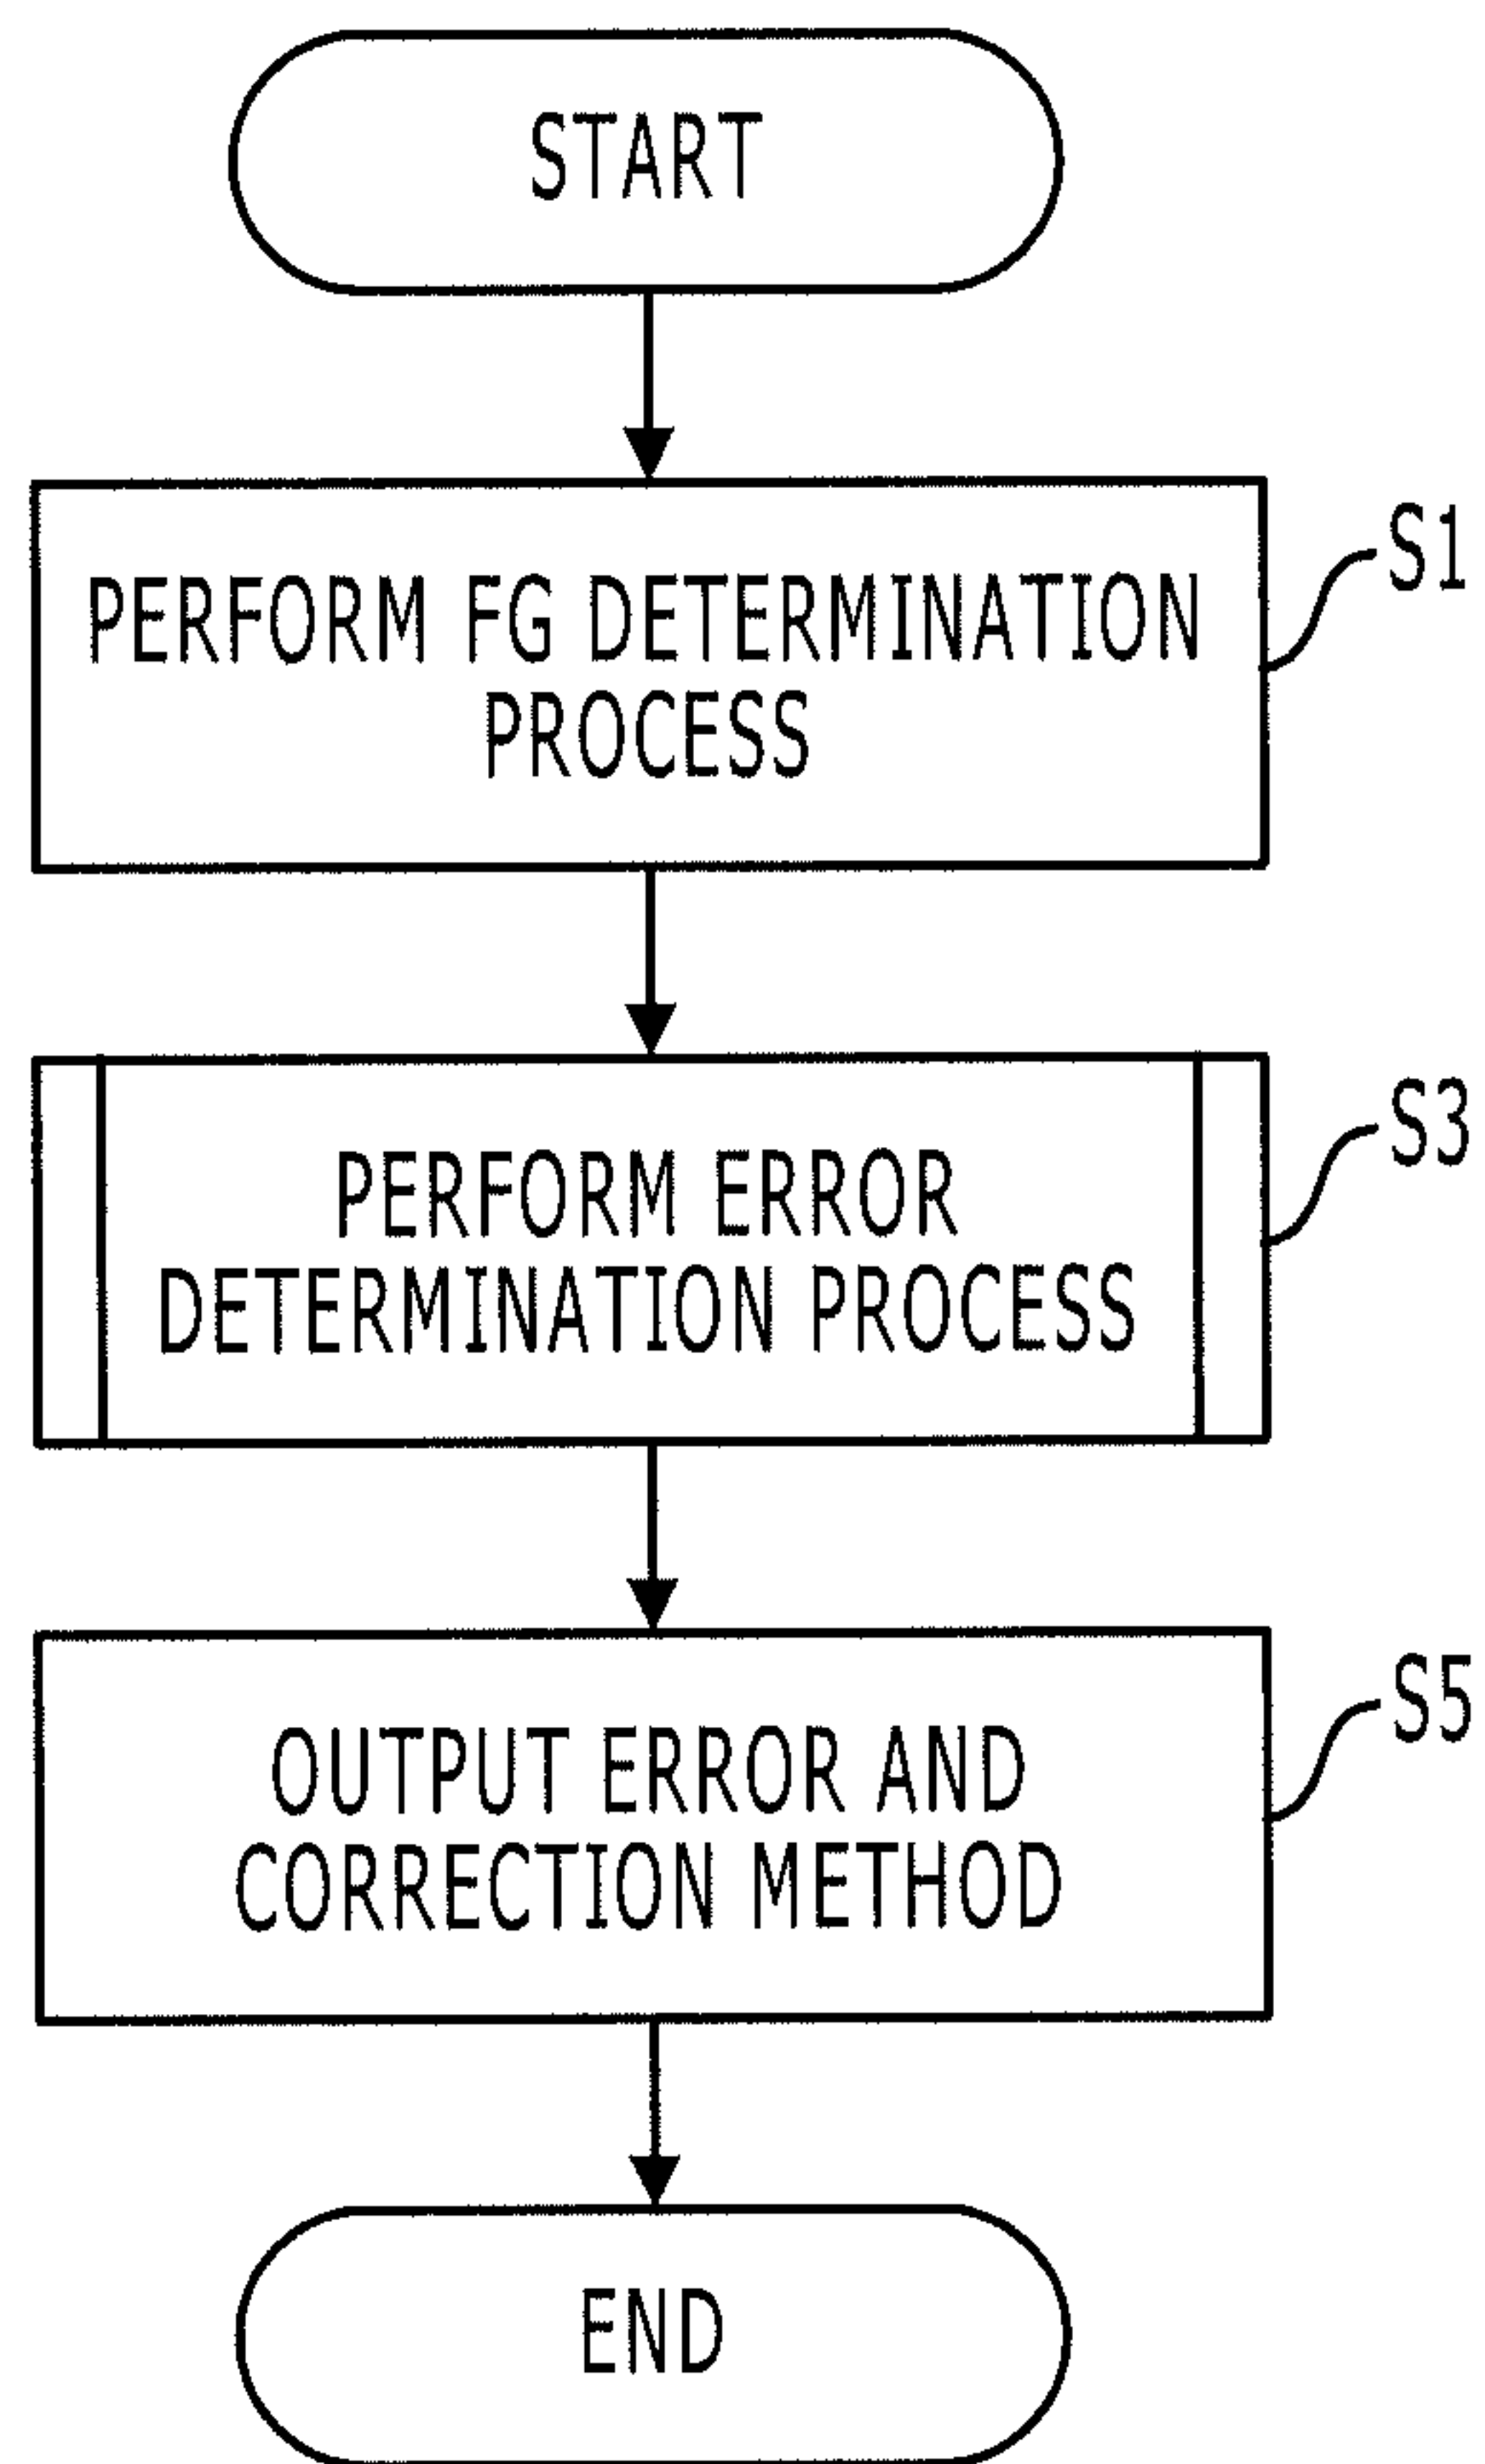 START
PERFORM FG DETERMINATION
PROCESS
S1
PERFORM ERROR
DETERMINATION PROCESS
S3
OUTPUT ERROR AND
CORRECTION METHOD
S5
END